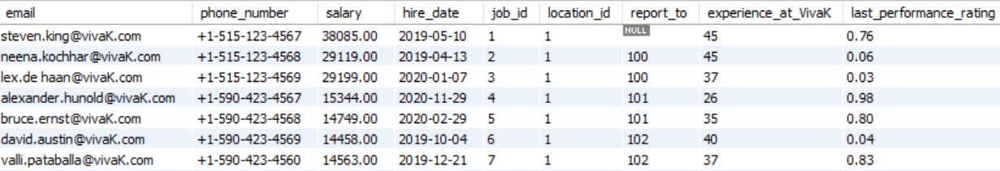 email phone_number salary hire_date job_id location_id report_to experience_at_VivaK last_performance_rating
steven.king@vivaK.com +1-515-123-4567 38085.00 2019-05-10 1 1 NULL 45 0.76
neena.kochhar@vivaK.com +1-515-123-4568 29119.00 2019-04-13 2 1 100 45 0.06
lex.de haan@vivaK.com +1-515-123-4569 29199.00 2020-01-07 3 1 100 37 0.03
alexander.hunold@vivaK.com +1-590-423-4567 15344.00 2020-11-29 4 1 101 26 0.98
bruce.ernst@vivaK.com +1-590-423-4568 14749.00 2020-02-29 5 1 101 35 0.80
david.austin@vivaK.com +1-590-423-4569 14458.00 2019-10-04 6 1 102 40 0.04
valli.pataballa@vivaK.com +1-590-423-4560 14563.00 2019-12-21 7 1 102 37 0.83